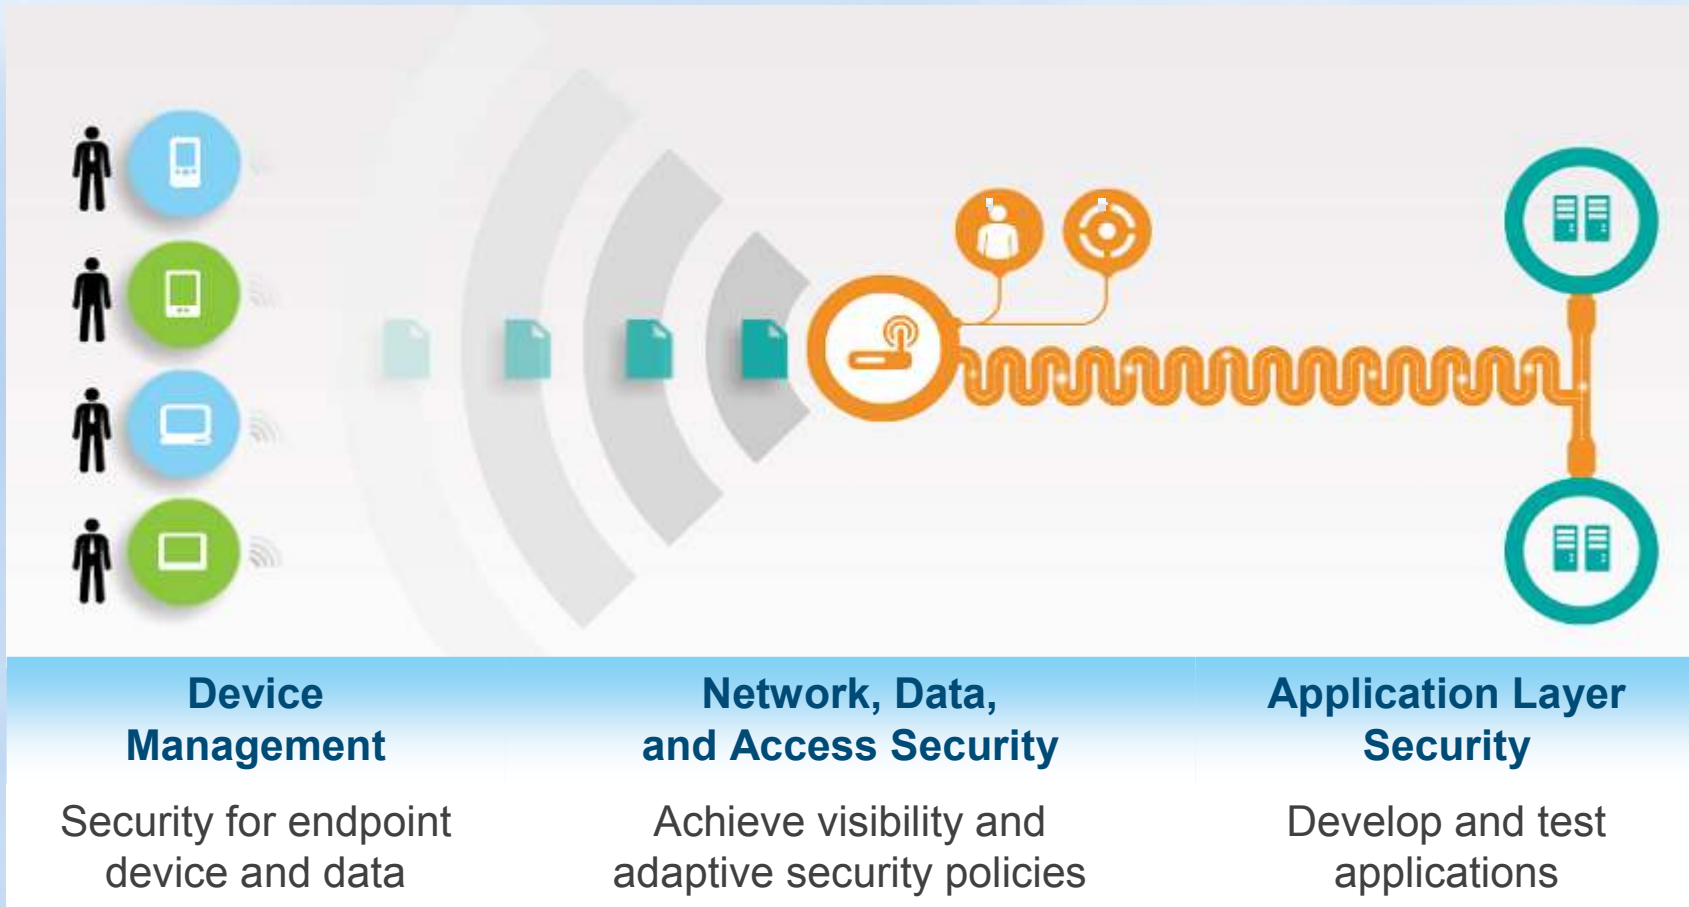 Device
Management
Security for endpoint
device and data
Network, Data,
and Access Security
Achieve visibility and
adaptive security policies
Application Layer
Security
Develop and test
applications